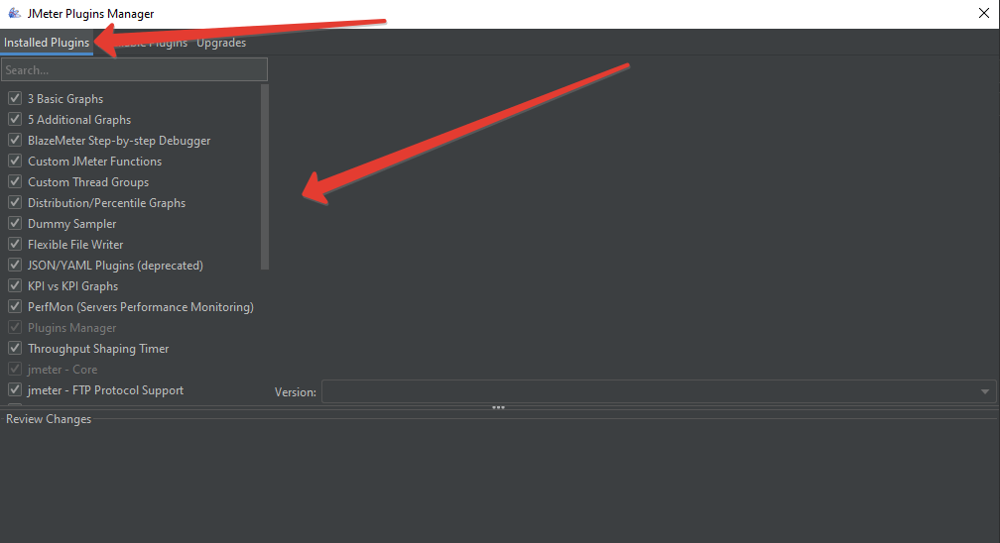 JMeter Plugins Manager
Installed Plugins Plugins Upgrades
Search...
3 Basic Graphs
5 Additional Graphs
BlazeMeter Step-by-step Debugger
Custom JMeter Functions
Custom Thread Groups
Distribution/Percentile Graphs
Dummy Sampler
Flexible File Writer
JSON/YAML Plugins (deprecated)
KPI vs KPI Graphs
PerfMon (Servers Performance Monitoring)
Plugins Manager
Throughput Shaping Timer
jmeter - Core
jmeter - FTP Protocol Support
Version:
Review Changes